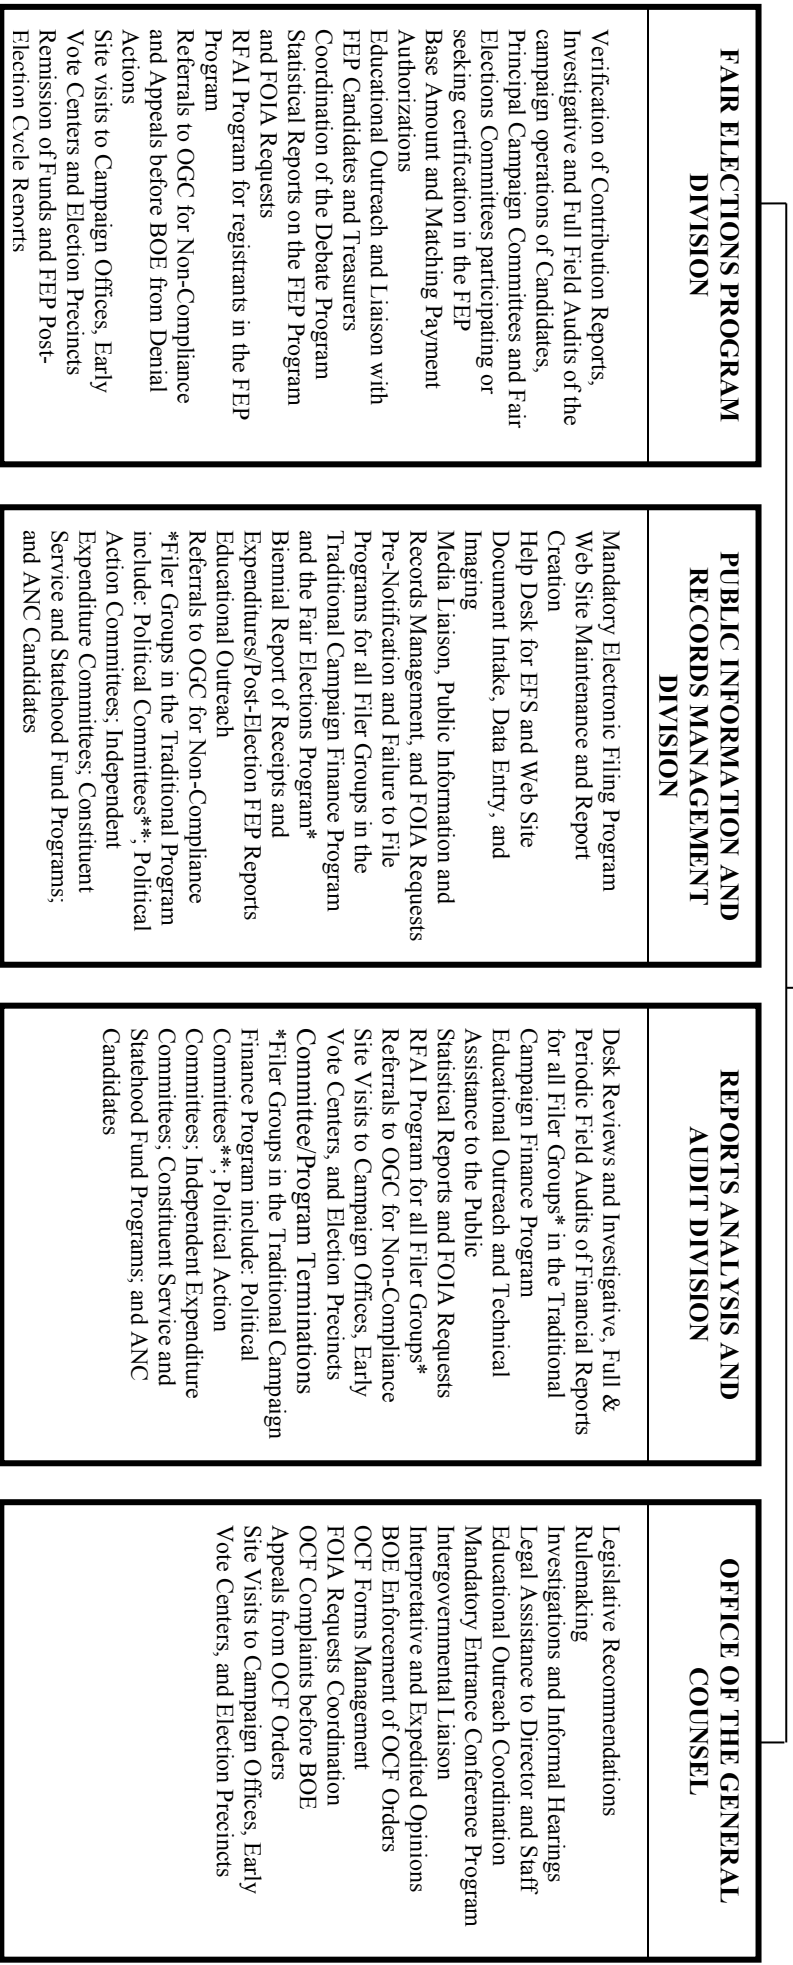 FAIR ELECTIONS PROGRAM
DIVISION
Verification of Contribution Reports,
Investigative and Full Field Audits of the
campaign operations of Candidates,
Principal Campaign Committees and Fair
Elections Committees participating or
seeking certification in the FEP
Base Amount and Matching Payment
Authorizations
Educational Outreach and Liaison with
FEP Candidates and Treasurers
Coordination of the Debate Program
Statistical Reports on the FEP Program
and FOIA Requests
RFAI Program for registrants in the FEP
Program
Referrals to OGC for Non-Compliance
and Appeals before BOE from Denial
Actions
Site visits to Campaign Offices, Early
Vote Centers and Election Precincts
Remission of Funds and FEP Post-
Election Cycle Reports
PUBLIC INFORMATION AND
RECORDS MANAGEMENT
DIVISION
Mandatory Electronic Filing Program
Web Site Maintenance and Report
Creation
Help Desk for EFS and Web Site
Document Intake, Data Entry, and
Imaging
Media Liaison, Public Information and
Records Management, and FOIA Requests
Pre-Notification and Failure to File
Programs for all Filer Groups in the
Traditional Campaign Finance Program
and the Fair Elections Program*
Biennial Report of Receipts and
Expenditures/Post-Election FEP Reports
Educational Outreach
Referrals to OGC for Non-Compliance
*Filer Groups in the Traditional Program
include: Political Committees**; Political
Action Committees; Independent
Expenditure Committees; Constituent
Service and Statehood Fund Programs;
and ANC Candidates
REPORTS ANALYSIS AND
AUDIT DIVISION
Desk Reviews and Investigative, Full &
Periodic Field Audits of Financial Reports
for all Filer Groups* in the Traditional
Campaign Finance Program
Educational Outreach and Technical
Assistance to the Public
Statistical Reports and FOIA Requests
RFAI Program for all Filer Groups*
Referrals to OGC for Non-Compliance
Site Visits to Campaign Offices, Early
Vote Centers, and Election Precincts
Committee/Program Terminations
*Filer Groups in the Traditional Campaign
Finance Program include: Political
Committees**; Political Action
Committees; Independent Expenditure
Committees; Constituent Service and
Statehood Fund Programs; and ANC
Candidates
OFFICE OF THE GENERAL
COUNSEL
Legislative Recommendations
Rulemaking
Investigations and Informal Hearings
Legal Assistance to Director and Staff
Educational Outreach Coordination
Mandatory Entrance Conference Program
Intergovernmental Liaison
Interpretative and Expedited Opinions
BOE Enforcement of OCF Orders
OCF Forms Management
FOIA Requests Coordination
OCF Complaints before BOE
Appeals from OCF Orders
Site Visits to Campaign Offices, Early
Vote Centers, and Election Precincts